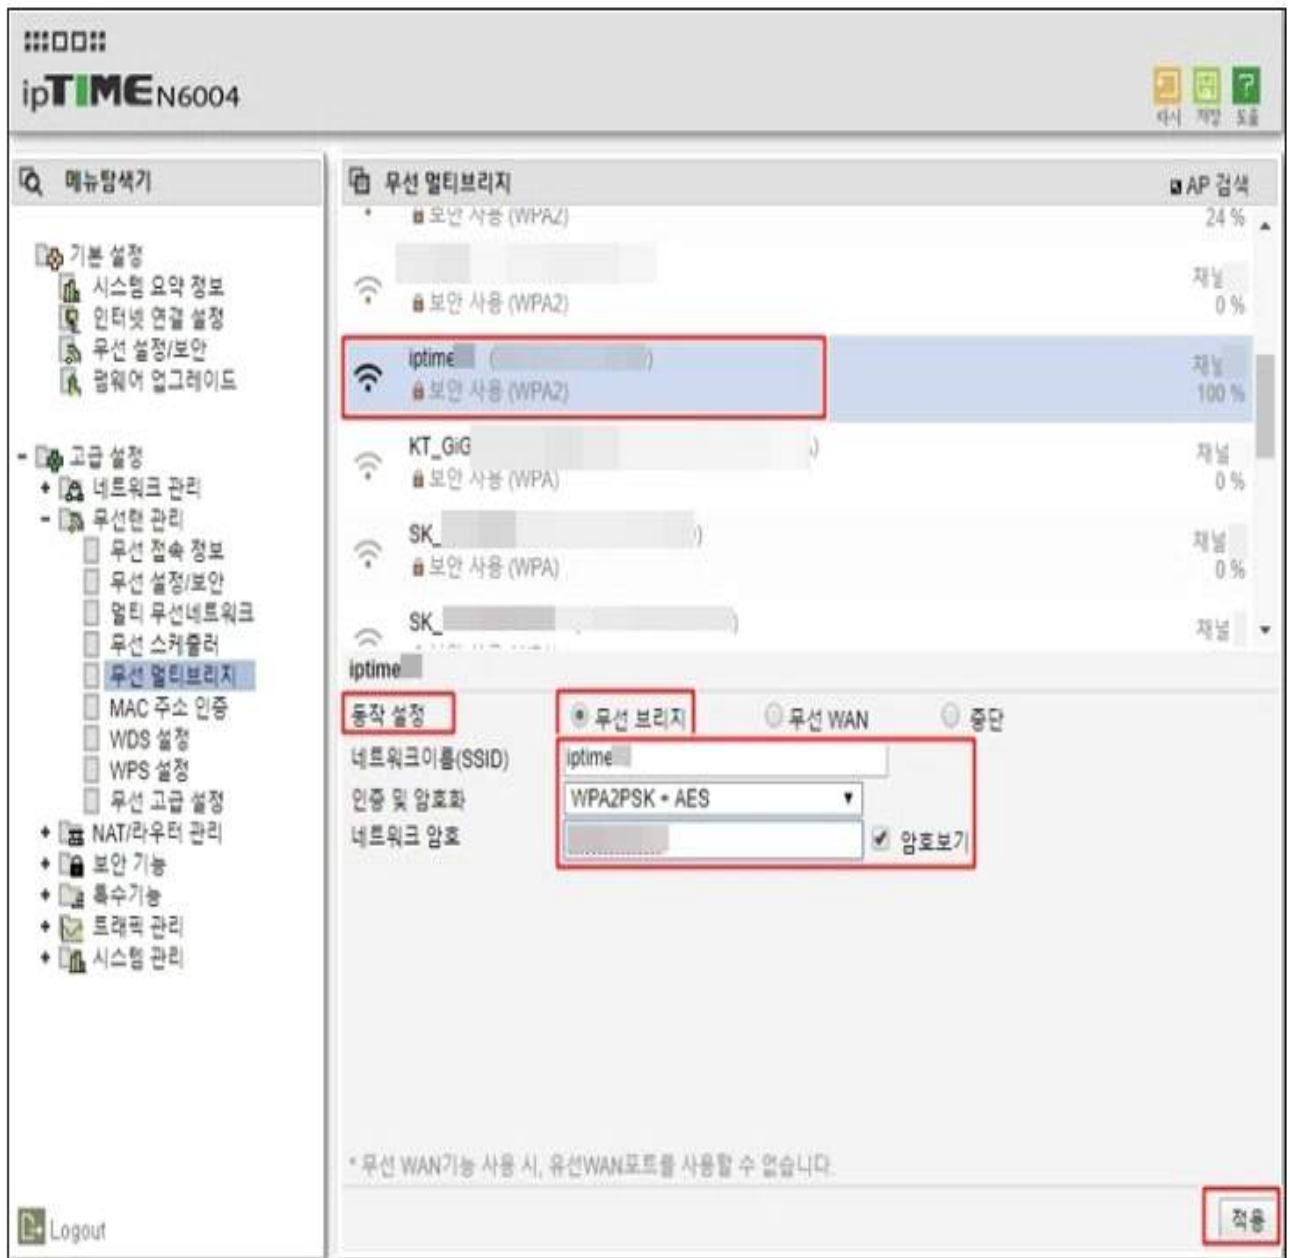 ipTIME N6004
저장
도움
메뉴탐색기
기본 설정
시스템 요약 정보
인터넷 연결 설정
무선 설정/보안
펌웨어 업그레이드
고급 설정
네트워크 관리
무선랜 관리
무선 접속 정보
무선 설정/보안
멀티 무선네트워크
무선 스케줄러
무선 멀티브리지
MAC 주소 인증
WDS 설정
WPS 설정
무선 고급 설정
NAT/라우터 관리
보안 기능
특수기능
트래픽 관리
시스템 관리
Logout
무선 멀티브리지 AP 검색
보안 사용 (WPA2) 24 %
채널
보안 사용 (WPA2) 0 %
iptime ( ) 채널
보안 사용 (WPA2) 100 %
KT_GiG ) 채널
보안 사용 (WPA) 0 %
SK_ ) 채널
보안 사용 (WPA) 0 %
SK_ ) 채널
iptime
동작 설정 무선 브리지 무선 WAN 중단
네트워크이름(SSID) iptime
인증 및 암호화 WPA2PSK + AES
네트워크 암호 암호보기
* 무선 WAN기능 사용 시, 유선WAN포트를 사용할 수 없습니다.
적용